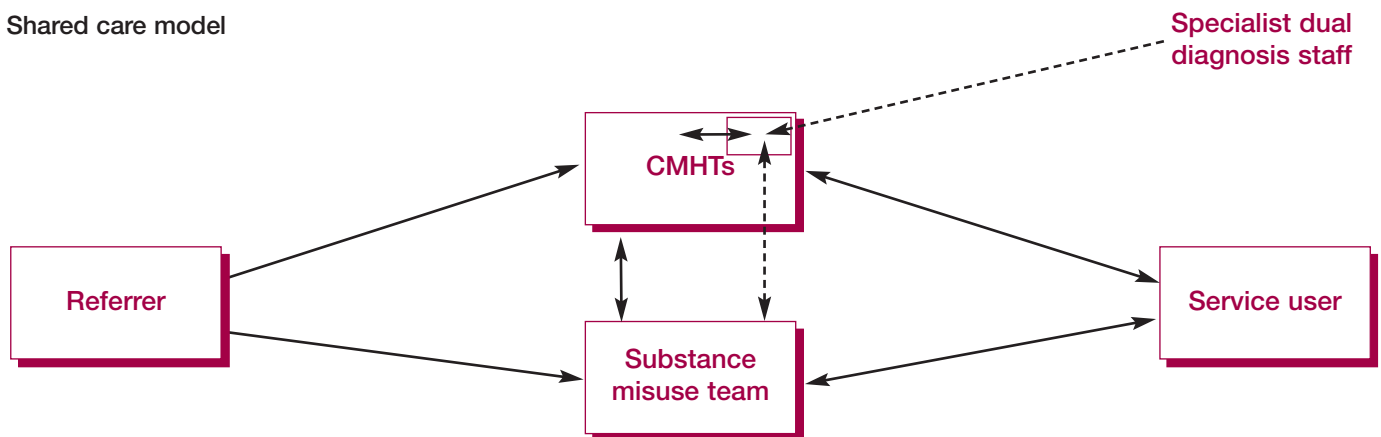 Shared care model
Specialist dual
diagnosis staff
CMHTs
Referrer
Service user
Substance
misuse team